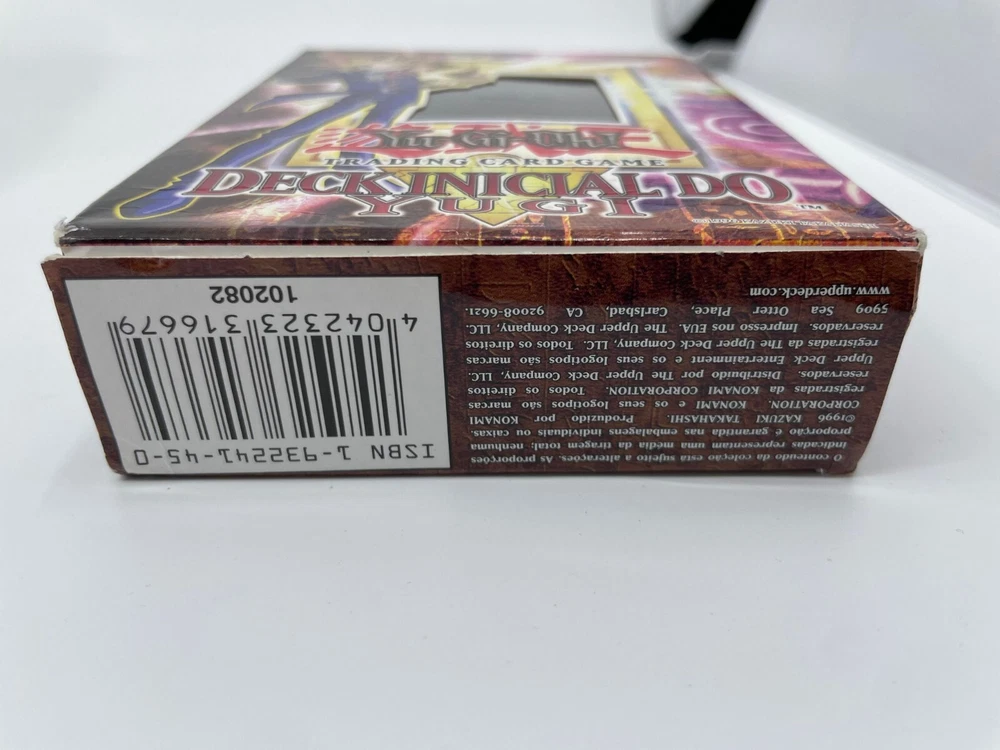 YU-GI-OH!
TRADING CARD GAME
DECK INICIAL DO
YUGI
TM
ISBN 1-932241-45-0
4 042323 316679
102082
O conteúdo da coleção está sujeito a alterações. As proporções
indicadas representam uma média da tiragem total; nenhuma
proporção é garantida nas embalagens individuais ou caixas.
©1996 KAZUKI TAKAHASHI. Produzido por KONAMI
CORPORATION. KONAMI e os seus logotipos são marcas
registradas da KONAMI CORPORATION. Todos os direitos
reservados. Distribuído por The Upper Deck Company, LLC.
Upper Deck Entertainment e os seus logotipos são marcas
registradas da The Upper Deck Company, LLC. Todos os direitos
reservados. Impresso nos EUA. The Upper Deck Company, LLC,
5909 Sea Otter Place, Carlsbad, CA 92008-6621.
www.upperdeck.com